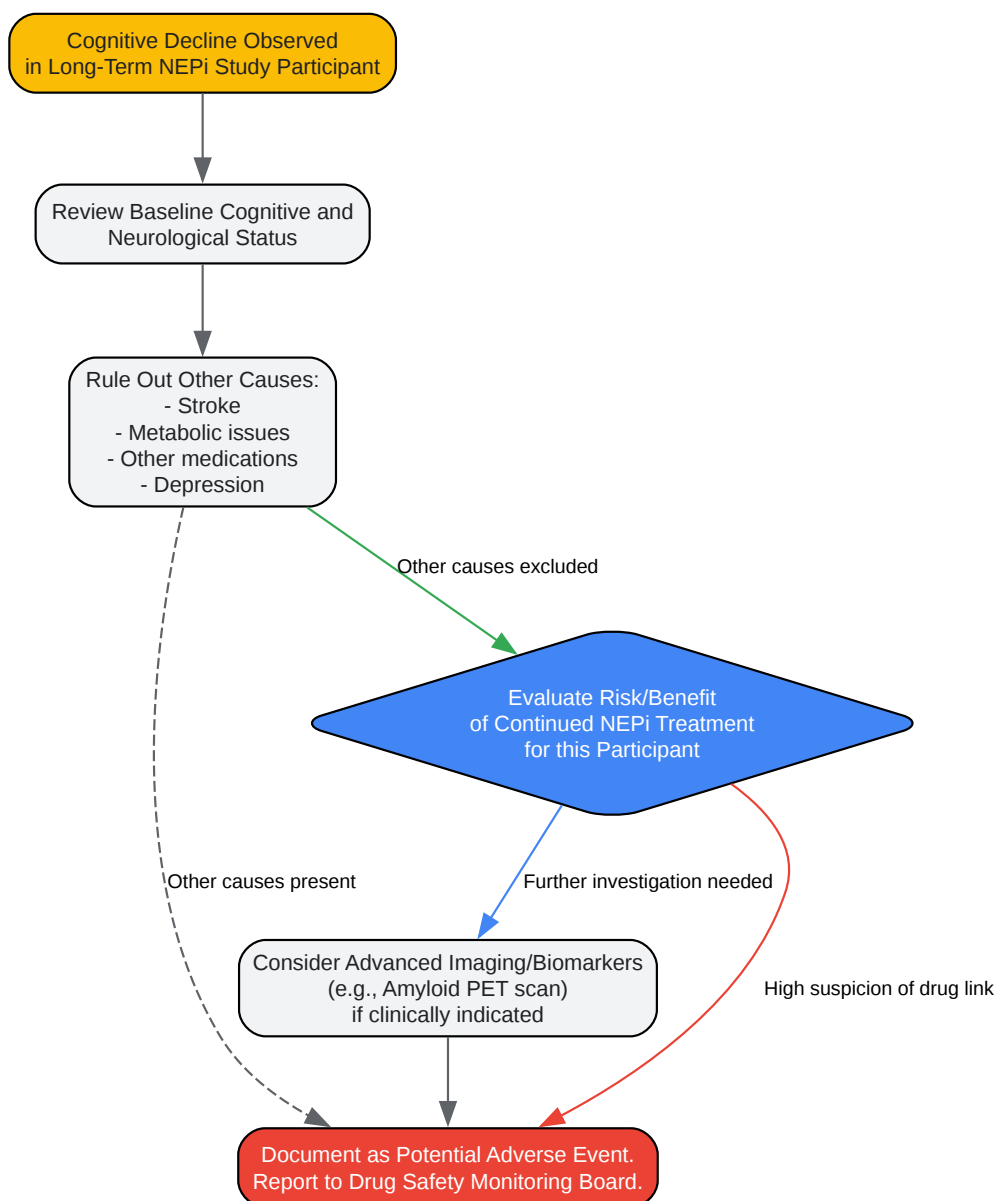 Cognitive Decline Observed
in Long-Term NEPi Study Participant
Review Baseline Cognitive and
Neurological Status
Rule Out Other Causes:
- Stroke
- Metabolic issues
- Other medications
- Depression
Other causes excluded
Evaluate Risk/Benefit
of Continued NEPi Treatment
for this Participant
Other causes present
Further investigation needed
Consider Advanced Imaging/Biomarkers
(e.g., Amyloid PET scan)
if clinically indicated
High suspicion of drug link
Document as Potential Adverse Event.
Report to Drug Safety Monitoring Board.